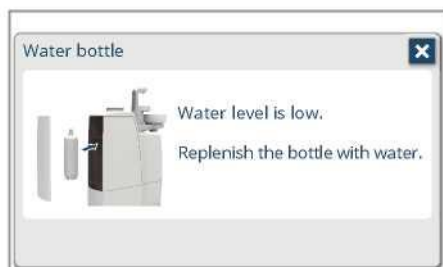 Water bottle
Water level is low.
Replenish the bottle with water.